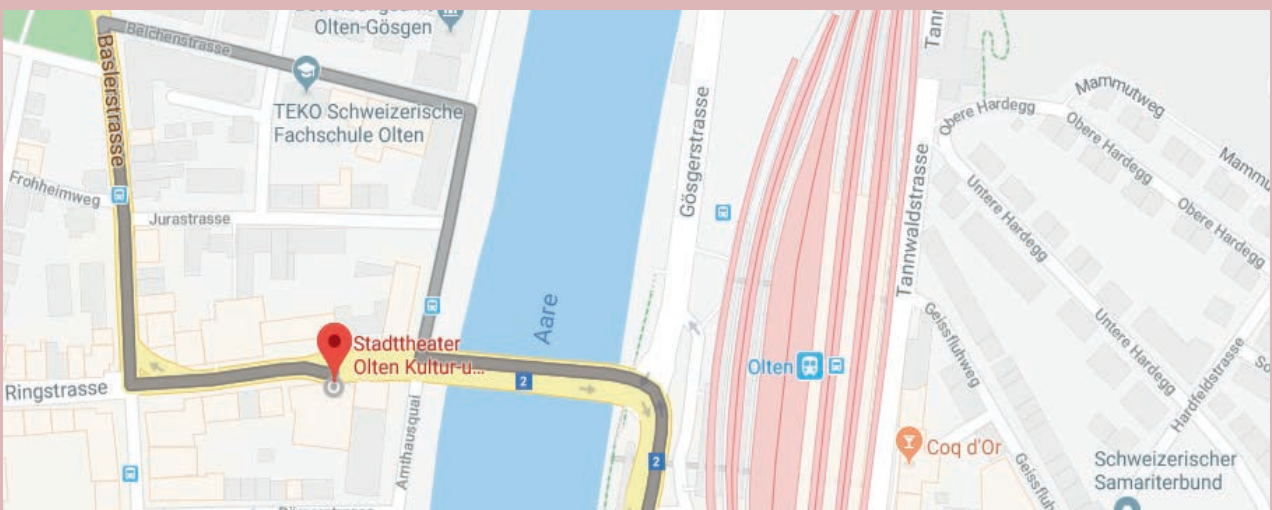 Olten-Gösgen
Belchenstrasse
Baslerstrasse
TEKO Schweizerische
Fachschule Olten
Frohheimweg
Jurastrasse
Aare
Stadttheater
Olten Kultur-u...
Ringstrasse
2
2
Amthausquai
Gösgerstrasse
Olten
Tannwaldstrasse
Obere Hardegg
Mammutweg
Obere Hardegg
Obere Hardegg
Untere Hardegg
Untere Hardegg
Geissfluhweg
Hardfeldstrasse
Coq d'Or
Schweizerischer
Samariterbund